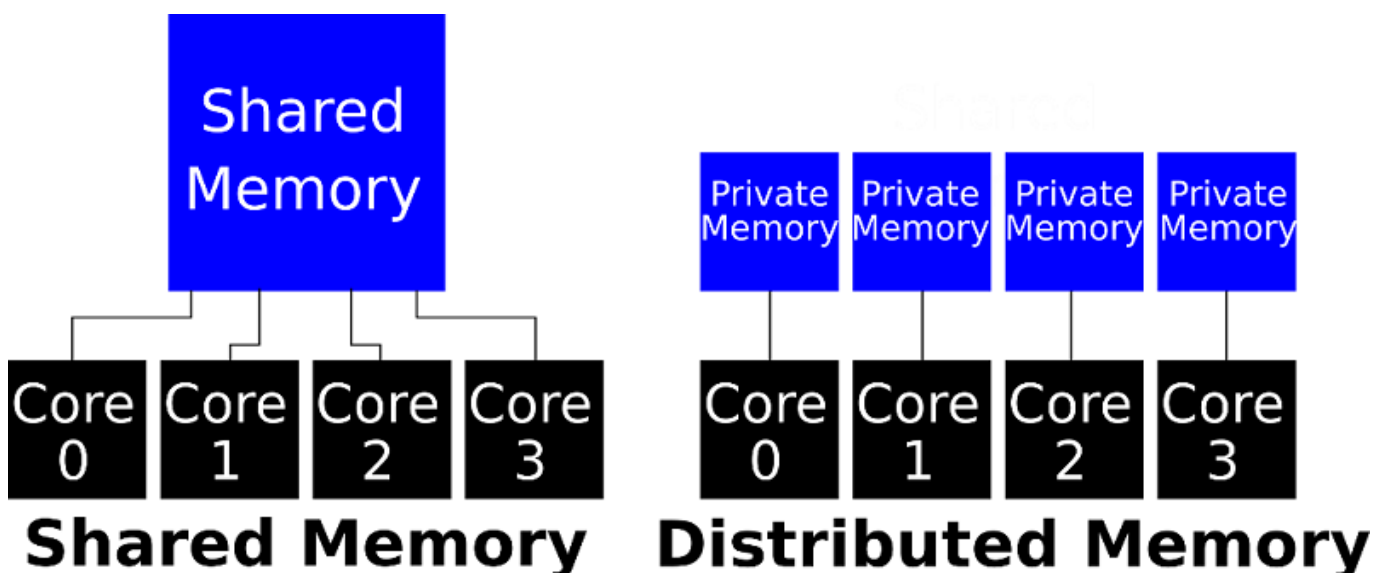 Shared
Memory
Core
0
Core
1
Core
2
Core
3
Shared Memory
Shared
Private
Memory
Private
Memory
Private
Memory
Private
Memory
Core
0
Core
1
Core
2
Core
3
Distributed Memory